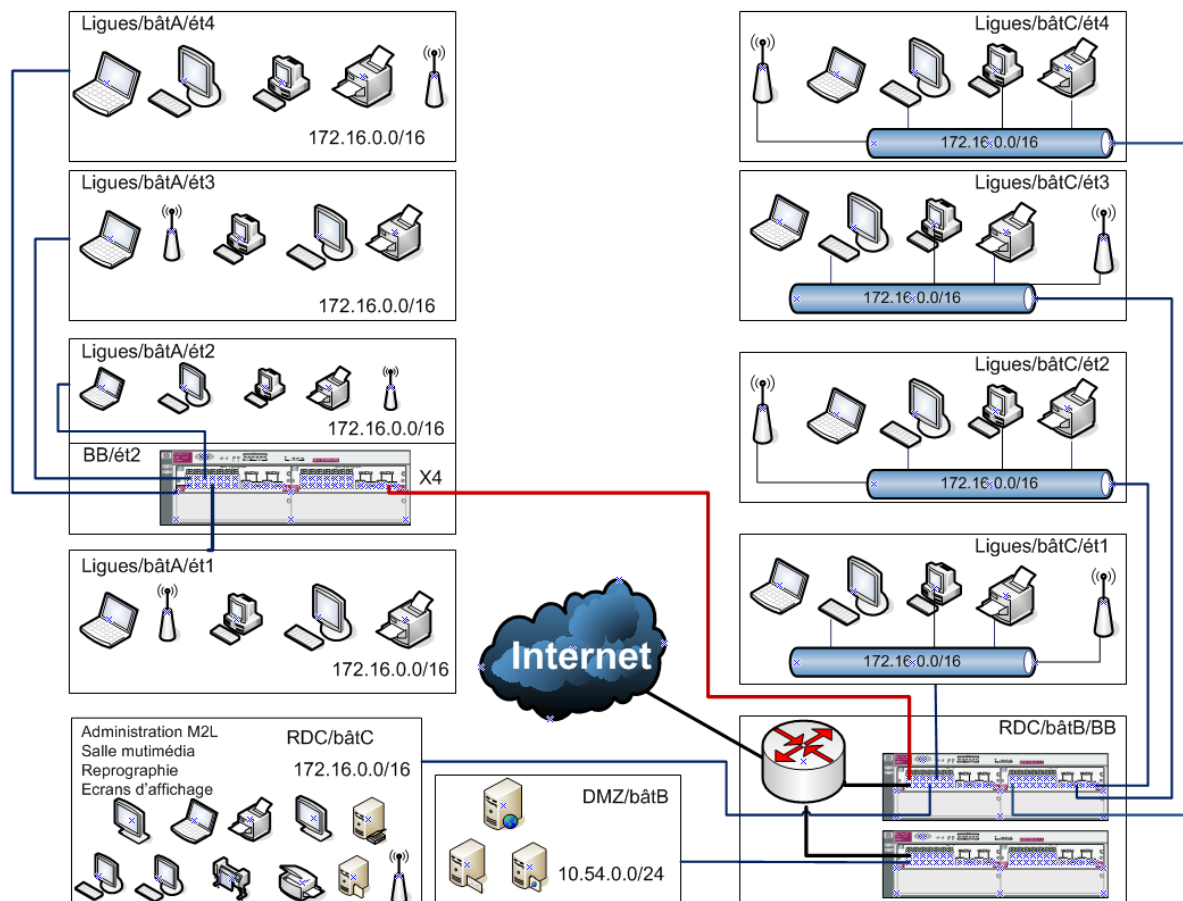 Ligues/bâtA/ét4
172.16.0.0/16
Ligues/bâtA/ét3
172.16.0.0/16
Ligues/bâtA/ét2
172.16.0.0/16
BB/ét2
X4
Ligues/bâtA/ét1
172.16.0.0/16
Ligues/bâtC/ét4
172.16.0.0/16
Ligues/bâtC/ét3
172.16.0.0/16
Ligues/bâtC/ét2
172.16.0.0/16
Ligues/bâtC/ét1
172.16.0.0/16
Internet
Administration M2L
Salle mutimédia
Reprographie
Ecrans d'affichage
RDC/bâtC
172.16.0.0/16
DMZ/bâtB
10.54.0.0/24
RDC/bâtB/BB